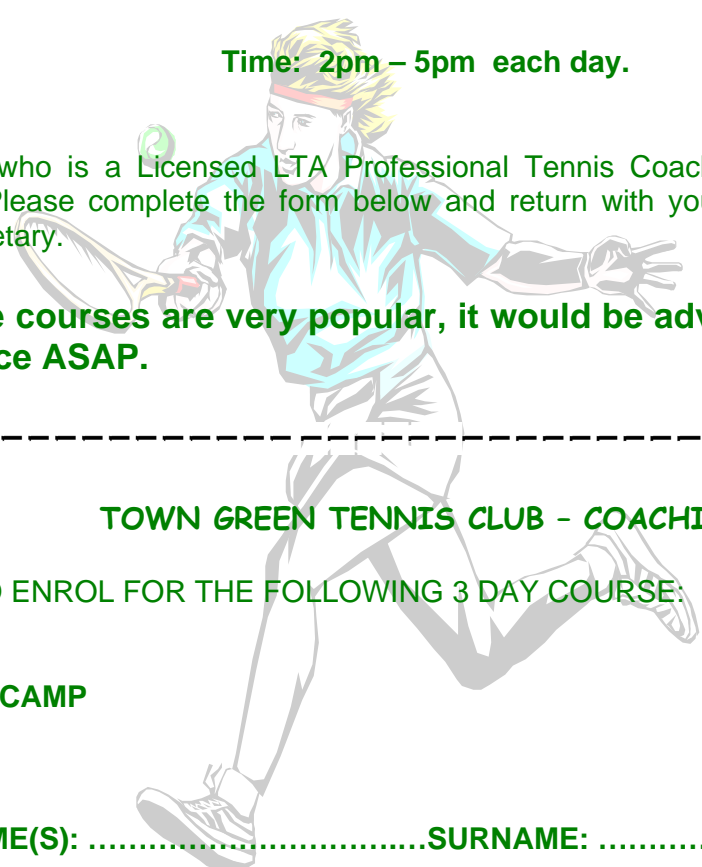 Time: 2pm – 5pm each day.
who is a Licensed LTA Professional Tennis Coac
Please complete the form below and return with you
etary.
e courses are very popular, it would be adv
ce ASAP.
TOWN GREEN TENNIS CLUB – COACHI
ENROL FOR THE FOLLOWING 3 DAY COURSE:
CAMP
ME(S): ……………………………..…SURNAME: …………